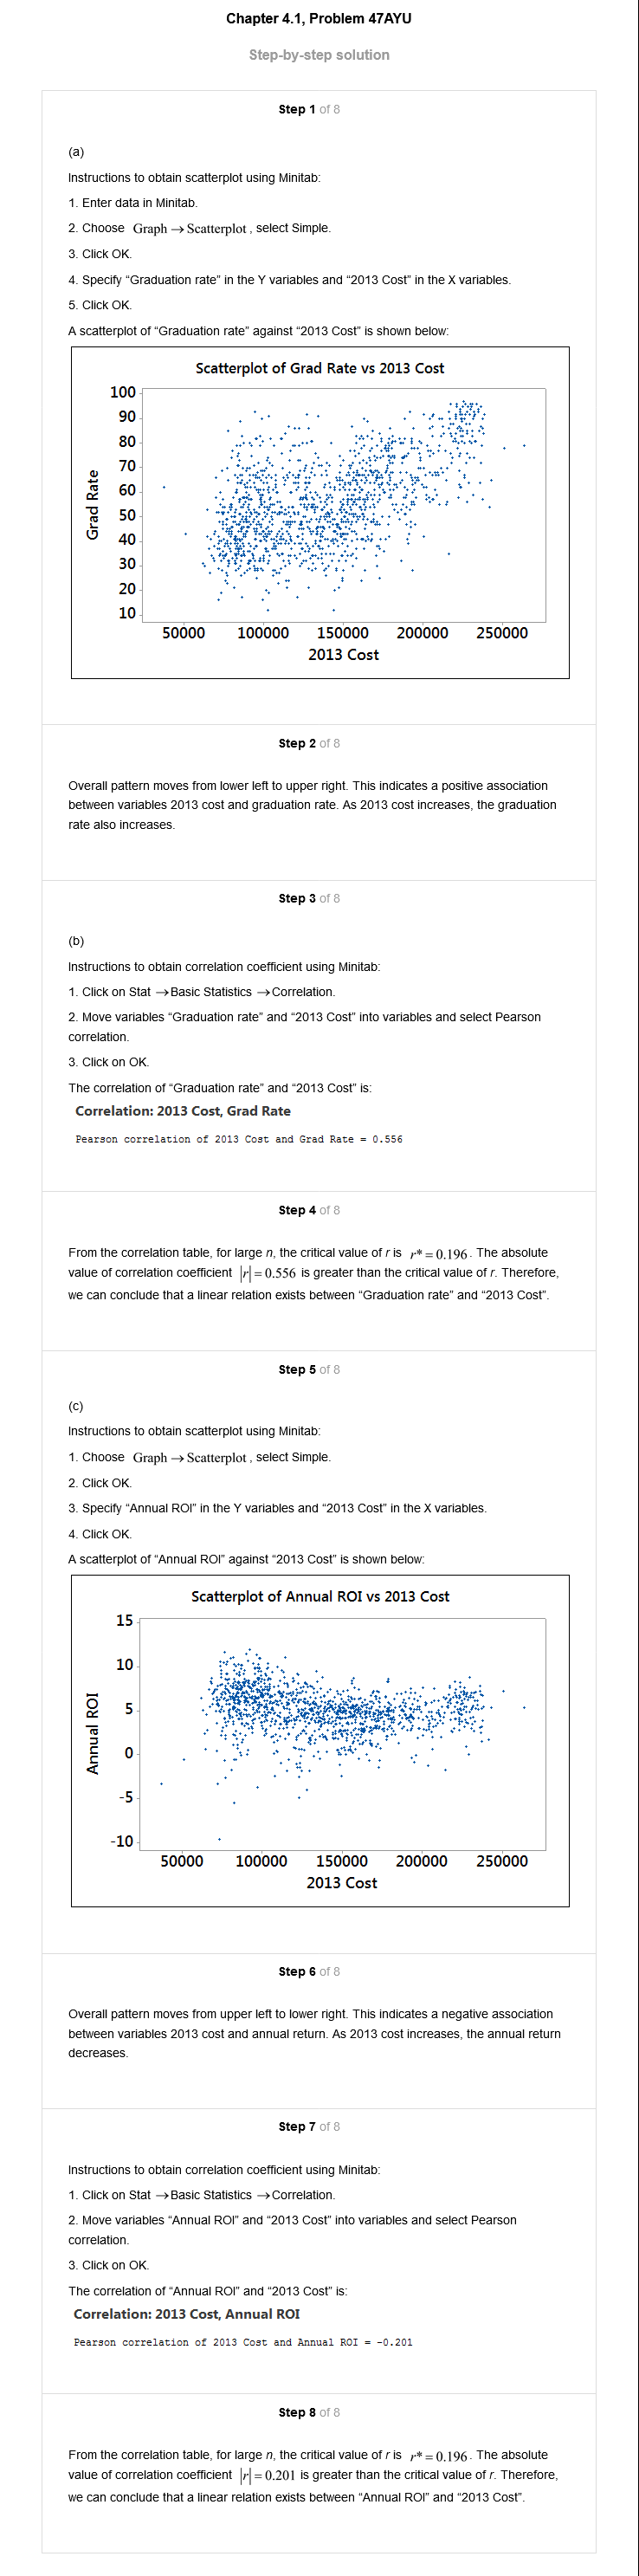 Chapter 4.1, Problem 47AYU
Step-by-step solution
Step 1 of 8
(a)
Instructions to obtain scatterplot using Minitab:
1. Enter data in Minitab.
2. Choose Graph → Scatterplot, select Simple.
3. Click OK.
4. Specify “Graduation rate” in the Y variables and “2013 Cost” in the X variables.
5. Click OK.
A scatterplot of “Graduation rate” against “2013 Cost” is shown below:
Scatterplot of Grad Rate vs 2013 Cost
100
90
80
70
60
50
40
30
20
10
Grad Rate
50000 100000 150000 200000 250000
2013 Cost
Step 2 of 8
Overall pattern moves from lower left to upper right. This indicates a positive association
between variables 2013 cost and graduation rate. As 2013 cost increases, the graduation
rate also increases.
Step 3 of 8
(b)
Instructions to obtain correlation coefficient using Minitab:
1. Click on Stat → Basic Statistics → Correlation.
2. Move variables “Graduation rate” and “2013 Cost” into variables and select Pearson
correlation.
3. Click on OK.
The correlation of “Graduation rate” and “2013 Cost” is:
Correlation: 2013 Cost, Grad Rate
Pearson correlation of 2013 Cost and Grad Rate = 0.556
Step 4 of 8
From the correlation table, for large n, the critical value of r is r* = 0.196. The absolute
value of correlation coefficient |r| = 0.556 is greater than the critical value of r. Therefore,
we can conclude that a linear relation exists between “Graduation rate” and “2013 Cost”.
Step 5 of 8
(c)
Instructions to obtain scatterplot using Minitab:
1. Choose Graph → Scatterplot, select Simple.
2. Click OK.
3. Specify “Annual ROI” in the Y variables and “2013 Cost” in the X variables.
4. Click OK.
A scatterplot of “Annual ROI” against “2013 Cost” is shown below:
Scatterplot of Annual ROI vs 2013 Cost
15
10
5
0
-5
-10
Annual ROI
50000 100000 150000 200000 250000
2013 Cost
Step 6 of 8
Overall pattern moves from upper left to lower right. This indicates a negative association
between variables 2013 cost and annual return. As 2013 cost increases, the annual return
decreases.
Step 7 of 8
Instructions to obtain correlation coefficient using Minitab:
1. Click on Stat → Basic Statistics → Correlation.
2. Move variables “Annual ROI” and “2013 Cost” into variables and select Pearson
correlation.
3. Click on OK.
The correlation of “Annual ROI” and “2013 Cost” is:
Correlation: 2013 Cost, Annual ROI
Pearson correlation of 2013 Cost and Annual ROI = -0.201
Step 8 of 8
From the correlation table, for large n, the critical value of r is r* = 0.196. The absolute
value of correlation coefficient |r| = 0.201 is greater than the critical value of r. Therefore,
we can conclude that a linear relation exists between “Annual ROI” and “2013 Cost”.